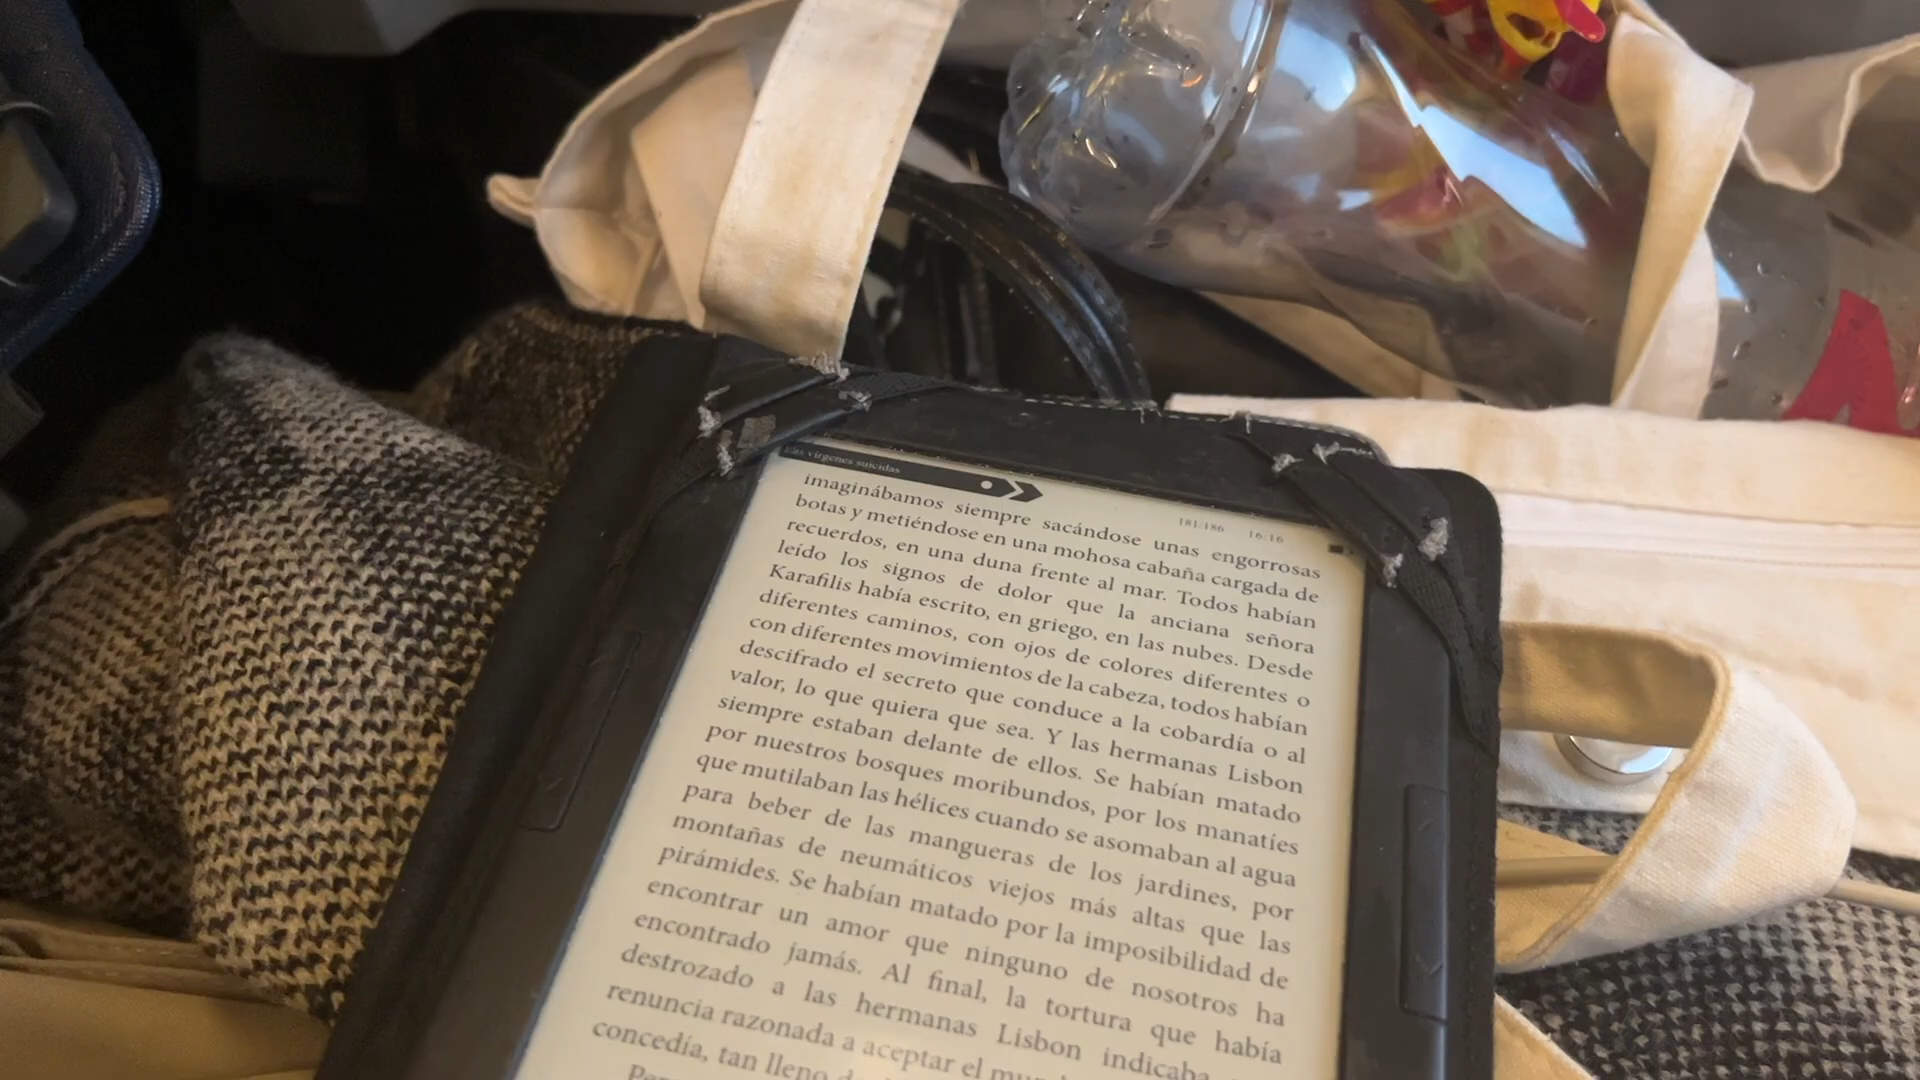 Las vírgenes suicidas
181/186 16:16
imaginábamos siempre sacándose unas engorrosas
botas y metiéndose en una mohosa cabaña cargada de
recuerdos, en una duna frente al mar. Todos habían
leído los signos de dolor que la anciana señora
Karafilis había escrito, en griego, en las nubes. Desde
diferentes caminos, con ojos de colores diferentes o
con diferentes movimientos de la cabeza, todos habían
descifrado el secreto que conduce a la cobardía o al
valor, lo que quiera que sea. Y las hermanas Lisbon
siempre estaban delante de ellos. Se habían matado
por nuestros bosques moribundos, por los manatíes
que mutilaban las hélices cuando se asomaban al agua
para beber de las mangueras de los jardines, por
montañas de neumáticos viejos más altas que las
pirámides. Se habían matado por la imposibilidad de
encontrar un amor que ninguno de nosotros ha
encontrado jamás. Al final, la tortura que había
destrozado a las hermanas Lisbon indicaba
renuncia razonada a aceptar el
concedía, tan lleno